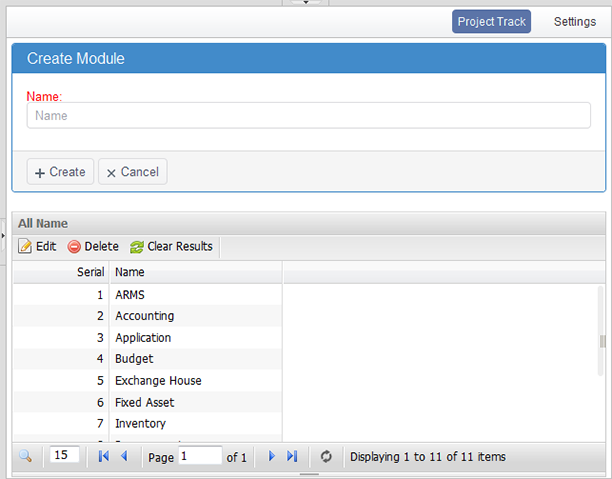 Project Track Settings
Create Module
Name:
Name
Create Cancel
All Name
Edit Delete Clear Results
Serial Name
1 ARMS
2 Accounting
3 Application
4 Budget
5 Exchange House
6 Fixed Asset
7 Inventory
15 Page 1 of 1 Displaying 1 to 11 of 11 items